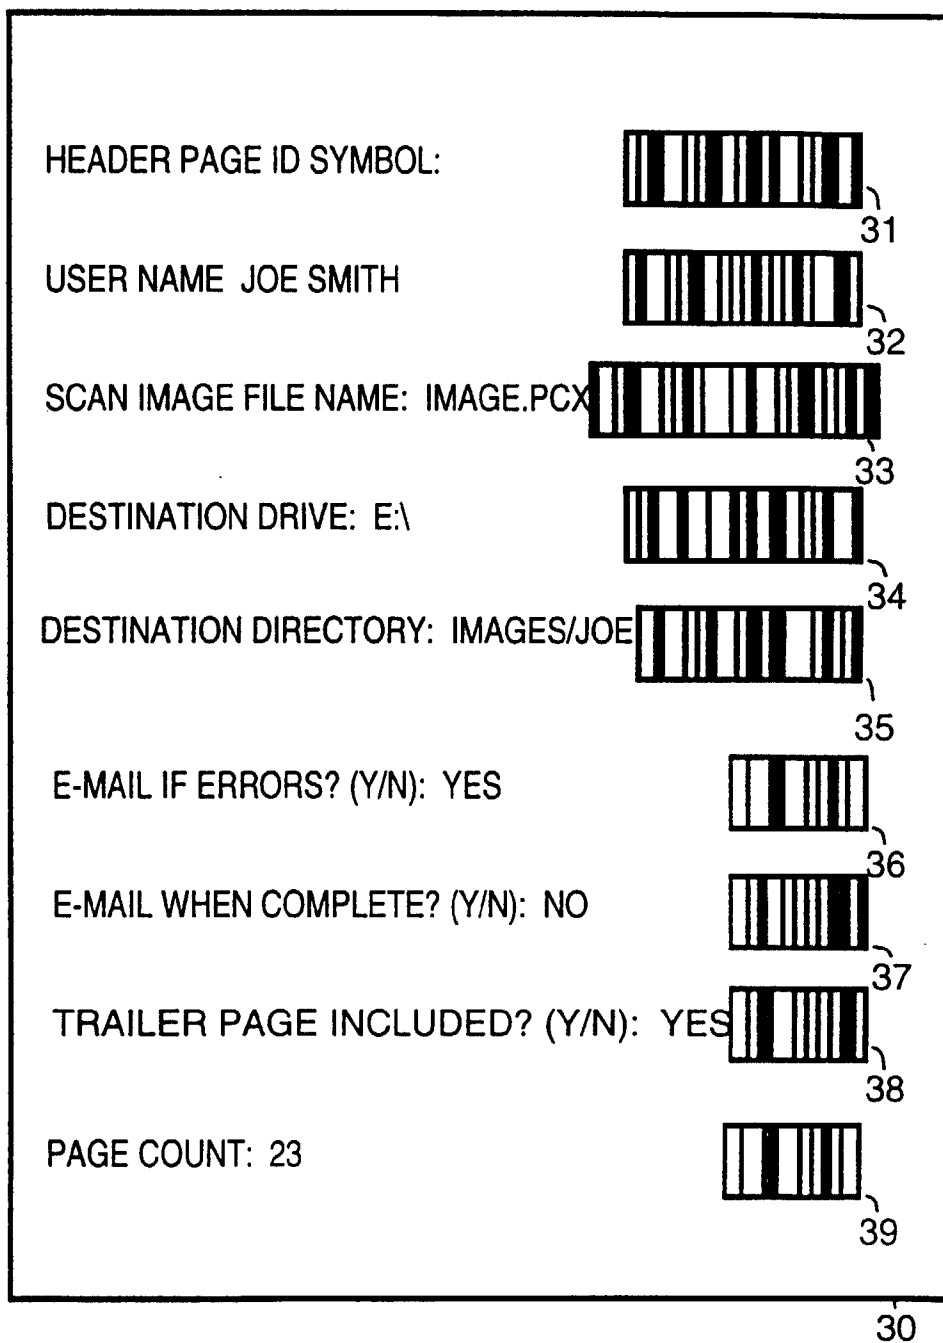 HEADER PAGE ID SYMBOL:
31
USER NAME JOE SMITH
32
SCAN IMAGE FILE NAME: IMAGE.PCX
33
DESTINATION DRIVE: E:\
34
DESTINATION DIRECTORY: IMAGES/JOE
35
E-MAIL IF ERRORS? (Y/N): YES
36
E-MAIL WHEN COMPLETE? (Y/N): NO
37
TRAILER PAGE INCLUDED? (Y/N): YES
38
PAGE COUNT: 23
39
30